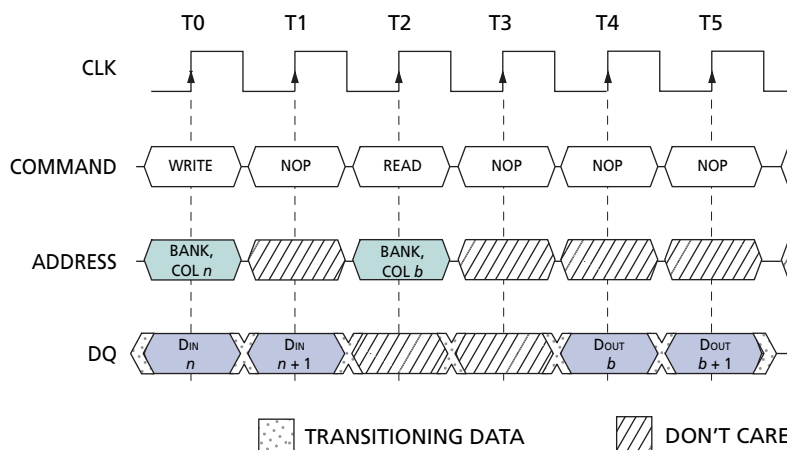 T0 T1 T2 T3 T4 T5
CLK
COMMAND WRITE NOP READ NOP NOP NOP
ADDRESS
BANK,
COL n
BANK,
COL b
DQ
DIN
n
DIN
n + 1
DOUT
b
DOUT
b + 1
TRANSITIONING DATA DON'T CARE